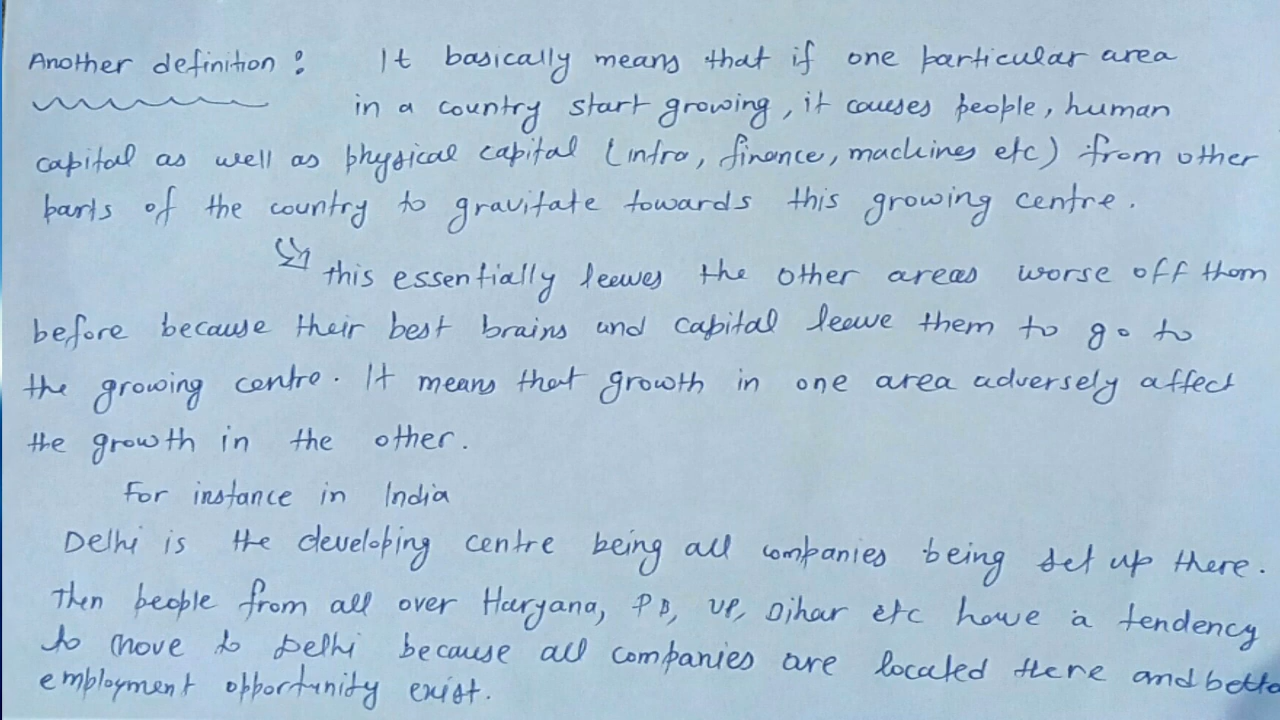 Another definition : It basically means that if one particular area
in a country start growing, it causes people, human
capital as well as physical capital (infra, finance, machines etc) from other
parts of the country to gravitate towards this growing centre.
this essentially leaves the other areas worse off than
before because their best brains and capital leave them to go to
the growing centre. It means that growth in one area adversely affect
the growth in the other.
For instance in India
Delhi is the developing centre being all companies being set up there.
Then people from all over Haryana, PB, UP, Bihar etc have a tendency
to move to Delhi because all companies are located there and bette
employment opportunity exist.